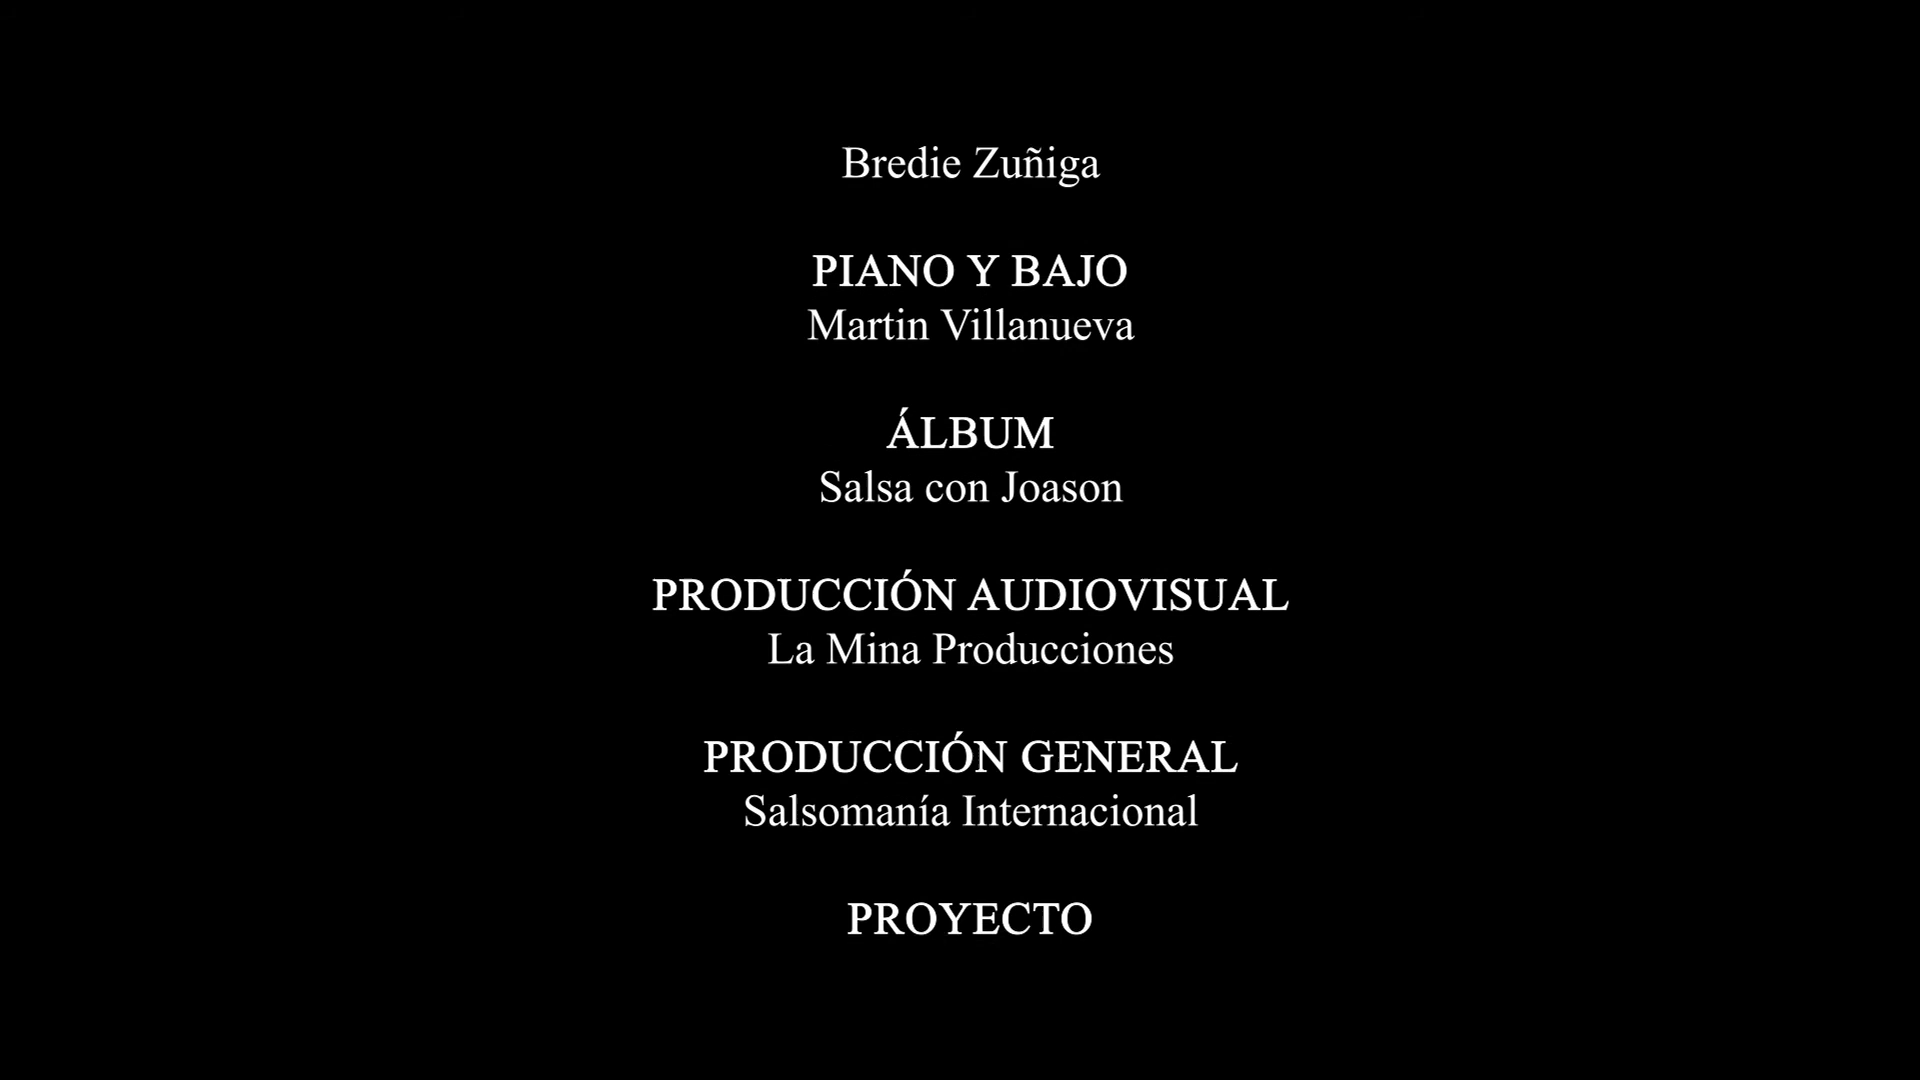 Bredie Zuñiga
PIANO Y BAJO
Martin Villanueva
ÁLBUM
Salsa con Joason
PRODUCCIÓN AUDIOVISUAL
La Mina Producciones
PRODUCCIÓN GENERAL
Salsomanía Internacional
PROYECTO